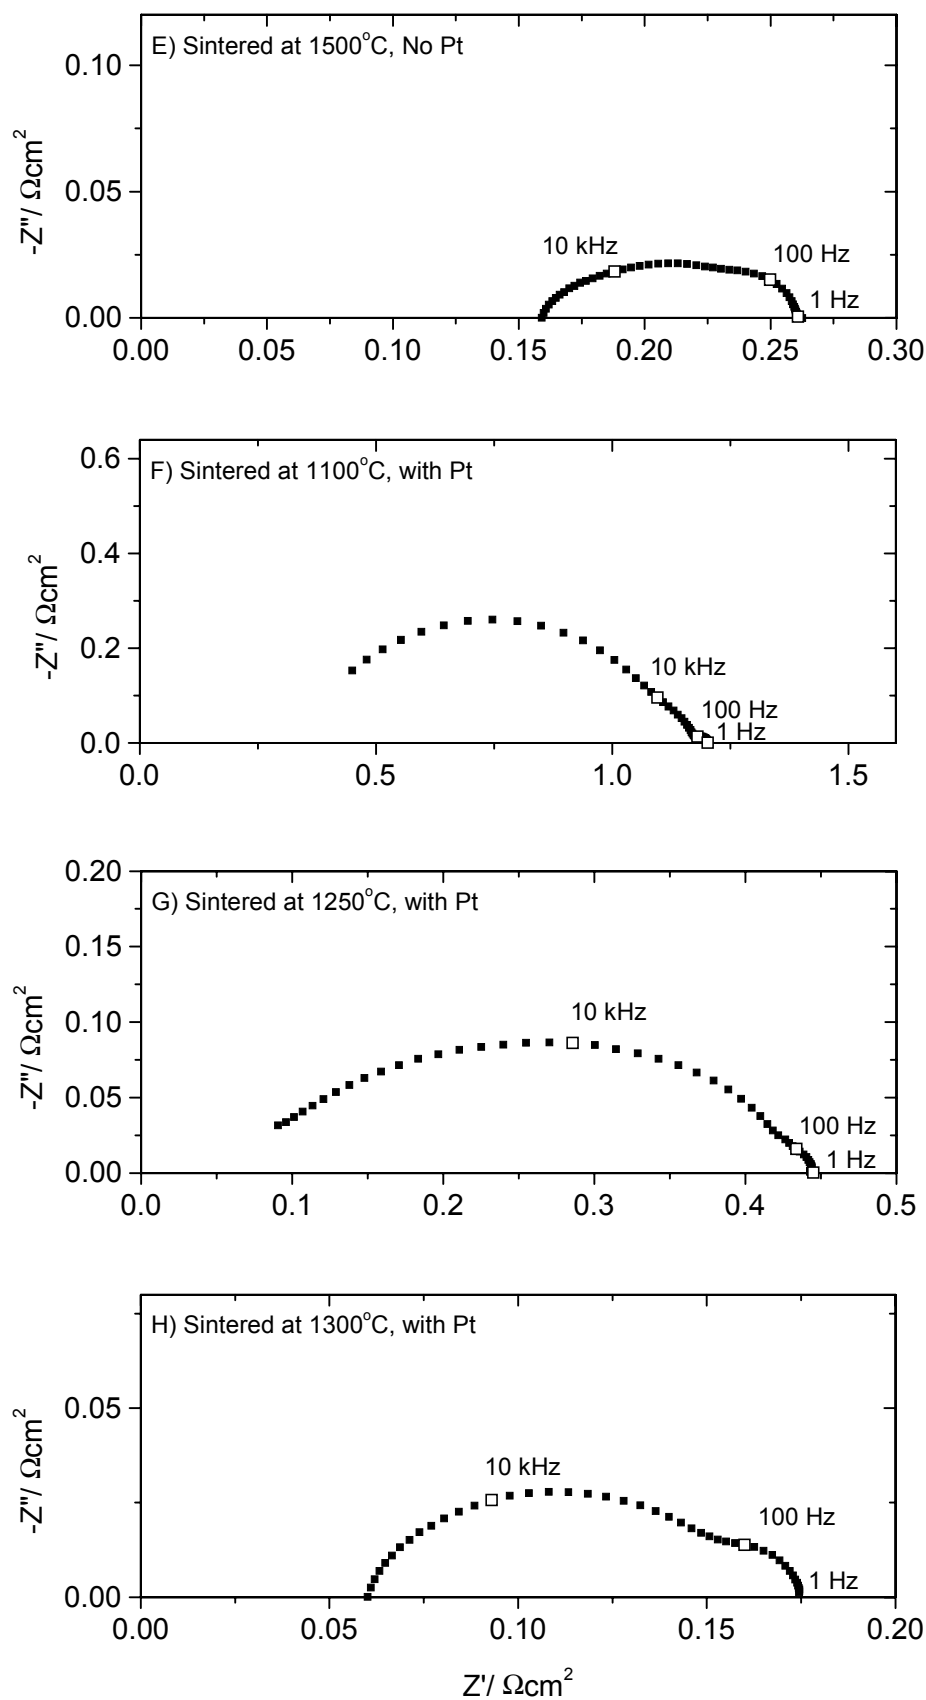 E) Sintered at 1500°C, No Pt
0.10
0.05
0.00
-Z"/ Ωcm²
10 kHz
100 Hz
1 Hz
0.00 0.05 0.10 0.15 0.20 0.25 0.30
F) Sintered at 1100°C, with Pt
0.6
0.4
0.2
0.0
-Z"/ Ωcm²
10 kHz
100 Hz
1 Hz
0.0 0.5 1.0 1.5
G) Sintered at 1250°C, with Pt
0.20
0.15
0.10
0.05
0.00
-Z"/ Ωcm²
10 kHz
100 Hz
1 Hz
0.0 0.1 0.2 0.3 0.4 0.5
H) Sintered at 1300°C, with Pt
0.05
0.00
-Z"/ Ωcm²
10 kHz
100 Hz
1 Hz
0.00 0.05 0.10 0.15 0.20
Z'/ Ωcm²